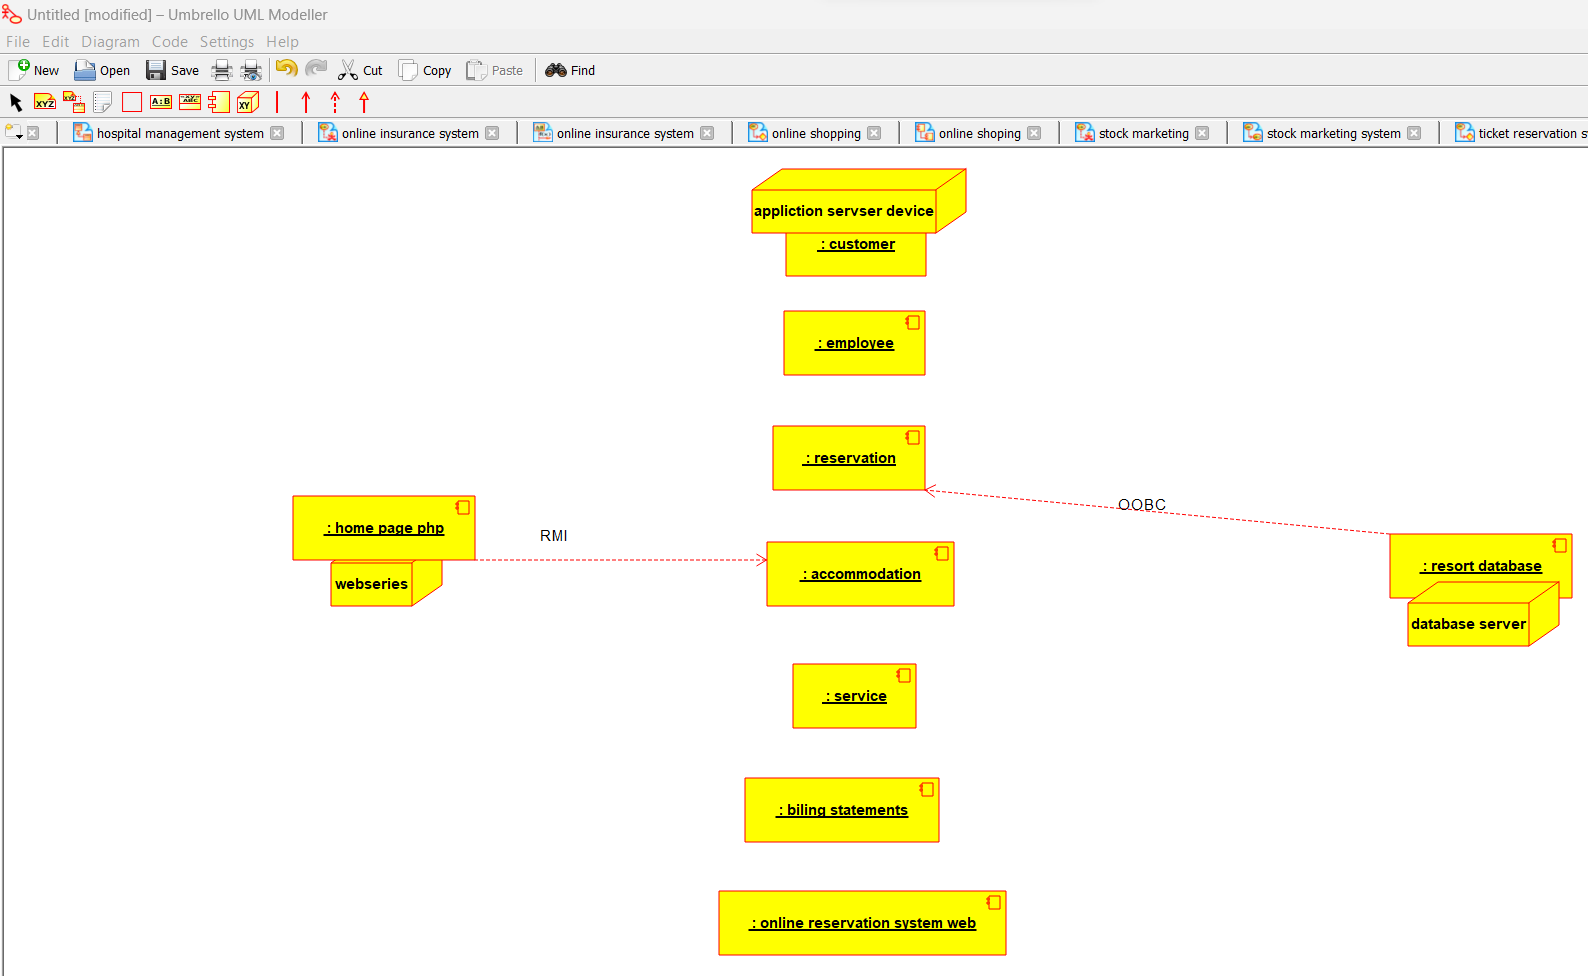 Untitled [modified] – Umbrello UML Modeller
File Edit Diagram Code Settings Help
New Open Save Cut Copy Paste Find
XYZ XYZ A:B ABC XY
hospital management system online insurance system online insurance system online shopping online shoping stock marketing stock marketing system ticket reservation s
appliction servser device
: customer
: employee
: reservation
OOBC
: home page php
RMI
: resort database
: accommodation
webseries
database server
: service
: biling statements
: online reservation system web